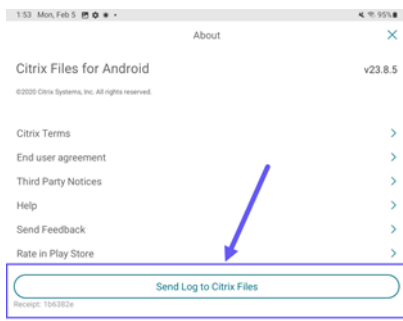 1:53 Mon, Feb 5 95%
About
Citrix Files for Android v23.8.5
©2020 Citrix Systems, Inc. All rights reserved.
Citrix Terms
End user agreement
Third Party Notices
Help
Send Feedback
Rate in Play Store
Send Log to Citrix Files
Receipt: 1b6382e